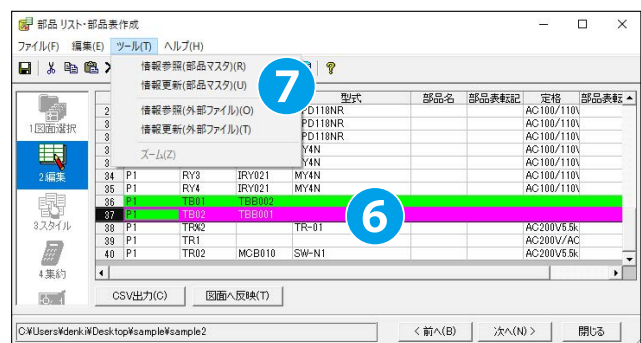 部品 リスト・部品表作成
ファイル(F) 編集(E) ツール(T) ヘルプ(H)
情報参照(部品マスタ)(R)
情報更新(部品マスタ)(U)
情報参照(外部ファイル)(O)
情報更新(外部ファイル)(T)
ズーム(Z)
7
型式 部品名 部品表転記 定格
PD118NR AC100/110V
PD118NR AC100/110V
PD118NR AC100/110V
MY4N AC100/110V
MY4N AC100/110V
34 P1 RY3 IRY021 MY4N AC100/110V
35 P1 RY4 IRY021 MY4N AC100/110V
36 P1 TB01 TBB002
37 P1 TB02 TBB001
6
38 P1 TR%2 TR-01 AC200V5.5k
39 P1 TR1 AC200V/AC
40 P1 TR02 MCB010 SW-N1 AC200V5.5k
1図面選択
2.編集
3.スタイル
4.集約
CSV出力(C) 図面へ反映(T)
C:¥Users¥denki¥Desktop¥sample¥sample2 < 前へ(B) 次へ(N) > 閉じる